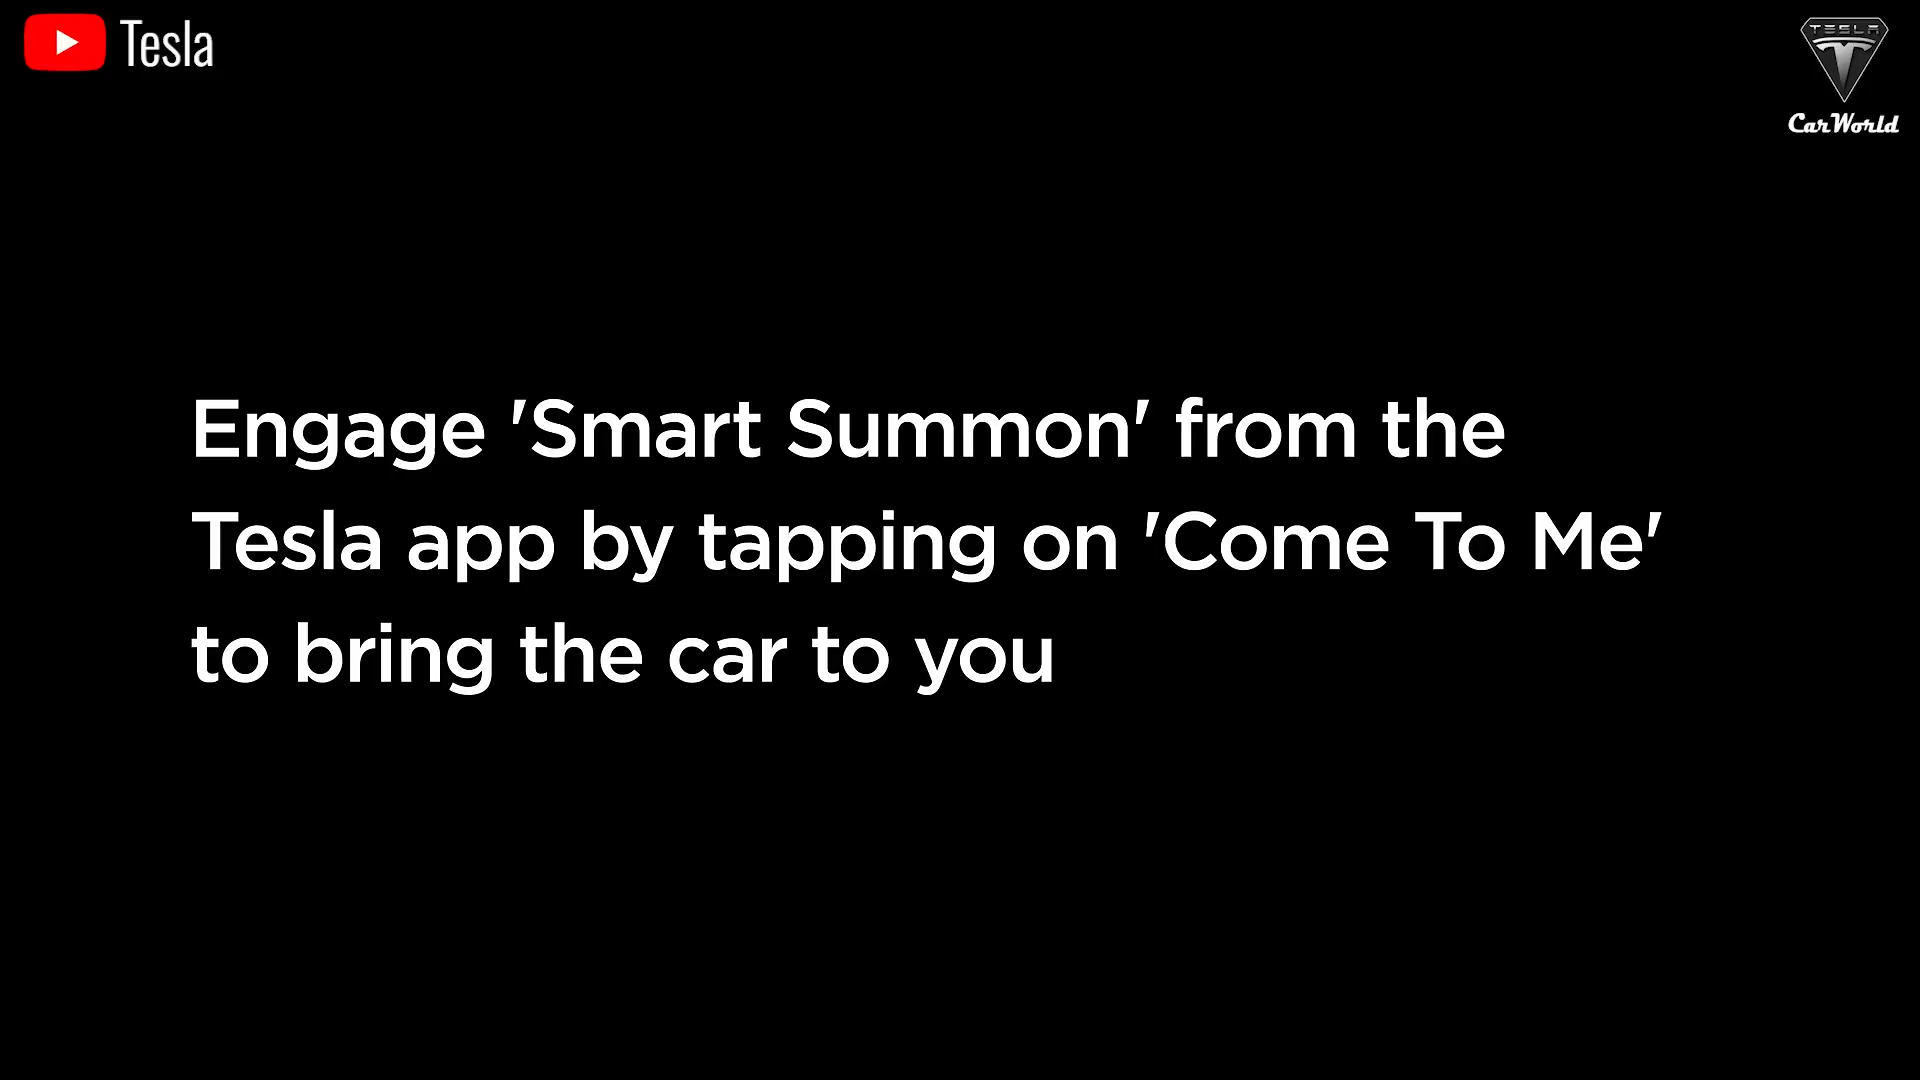 Tesla
TESLA
CarWorld
Engage 'Smart Summon' from the
Tesla app by tapping on 'Come To Me'
to bring the car to you